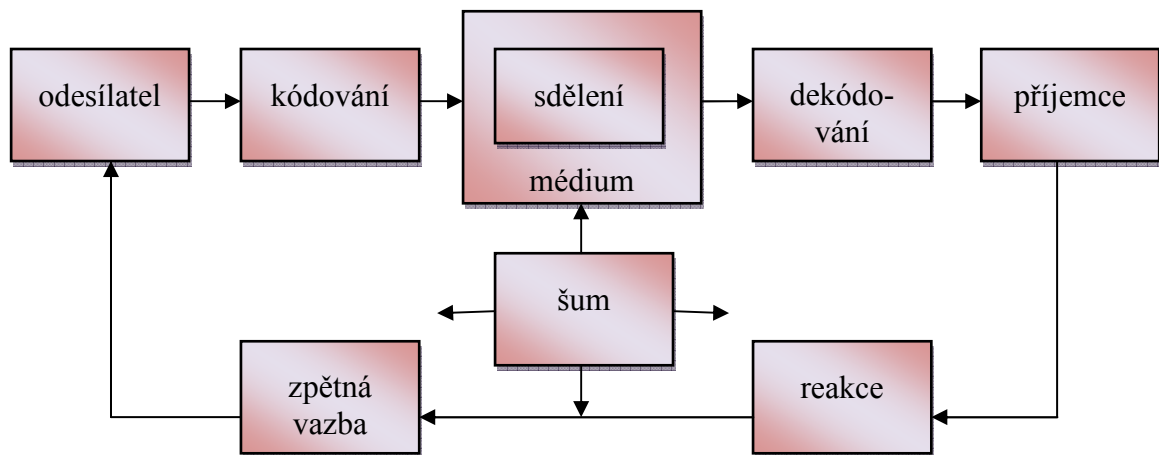 odesílatel
kódování
sdělení
médium
dekódo-
vání
příjemce
šum
zpětná
vazba
reakce